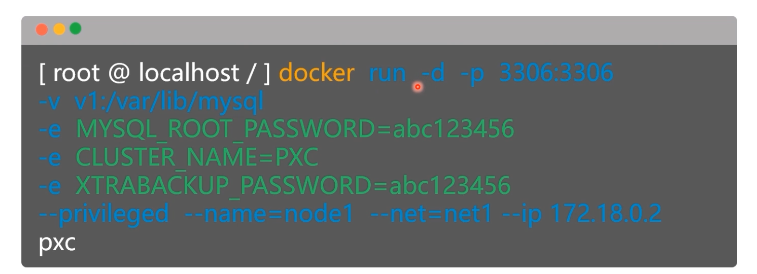 [ root @ localhost / ] docker run -d -p 3306:3306
-v v1:/var/lib/mysql
-e MYSQL_ROOT_PASSWORD=abc123456
-e CLUSTER_NAME=PXC
-e XTRABACKUP_PASSWORD=abc123456
--privileged --name=node1 --net=net1 --ip 172.18.0.2
pxc